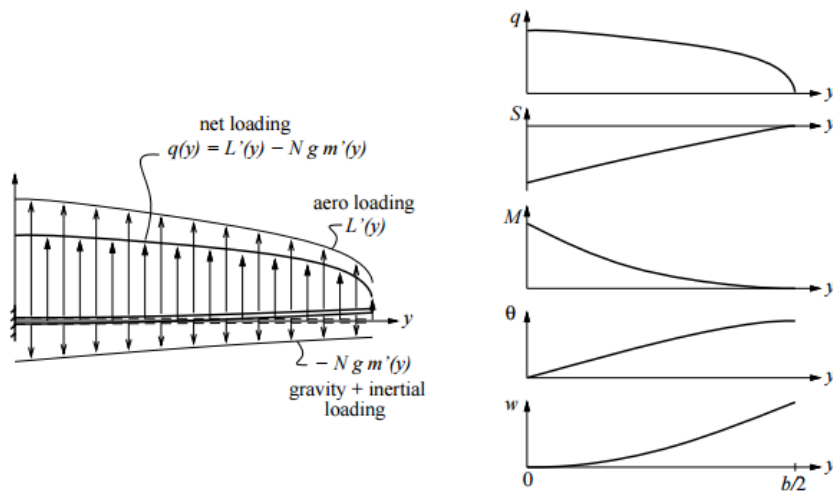 net loading
q(y) = L'(y) − N g m'(y)
aero loading
L'(y)
y
− N g m'(y)
gravity + inertial
loading
q
y
S
y
M
y
θ
y
w
y
0
b/2